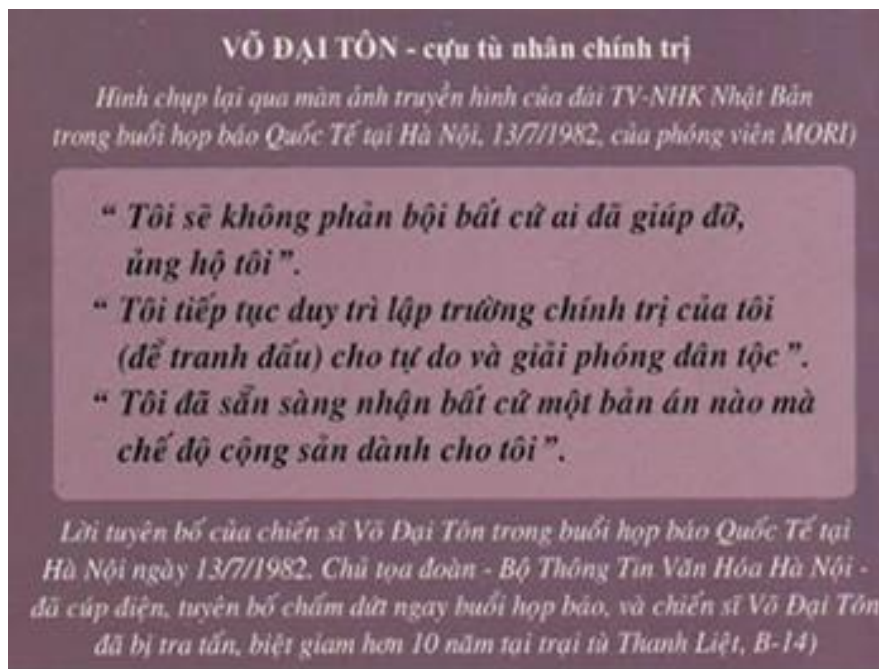 VÕ ĐẠI TÔN - cựu tù nhân chính trị
Hình chụp lại qua màn ảnh truyền hình của đài TV-NHK Nhật Bản
trong buổi họp báo Quốc Tế tại Hà Nội, 13/7/1982, của phóng viên MORI)
“ Tôi sẽ không phản bội bất cứ ai đã giúp đỡ,
ủng hộ tôi ”.
“ Tôi tiếp tục duy trì lập trường chính trị của tôi
(để tranh đấu) cho tự do và giải phóng dân tộc ”.
“ Tôi đã sẵn sàng nhận bất cứ một bản án nào mà
chế độ cộng sản dành cho tôi ”.
Lời tuyên bố của chiến sĩ Võ Đại Tôn trong buổi họp báo Quốc Tế tại
Hà Nội ngày 13/7/1982. Chủ tọa đoàn - Bộ Thông Tin Văn Hóa Hà Nội -
đã cúp điện, tuyên bố chấm dứt ngay buổi họp báo, và chiến sĩ Võ Đại Tôn
đã bị tra tấn, biệt giam hơn 10 năm tại trại tù Thanh Liệt, B-14)